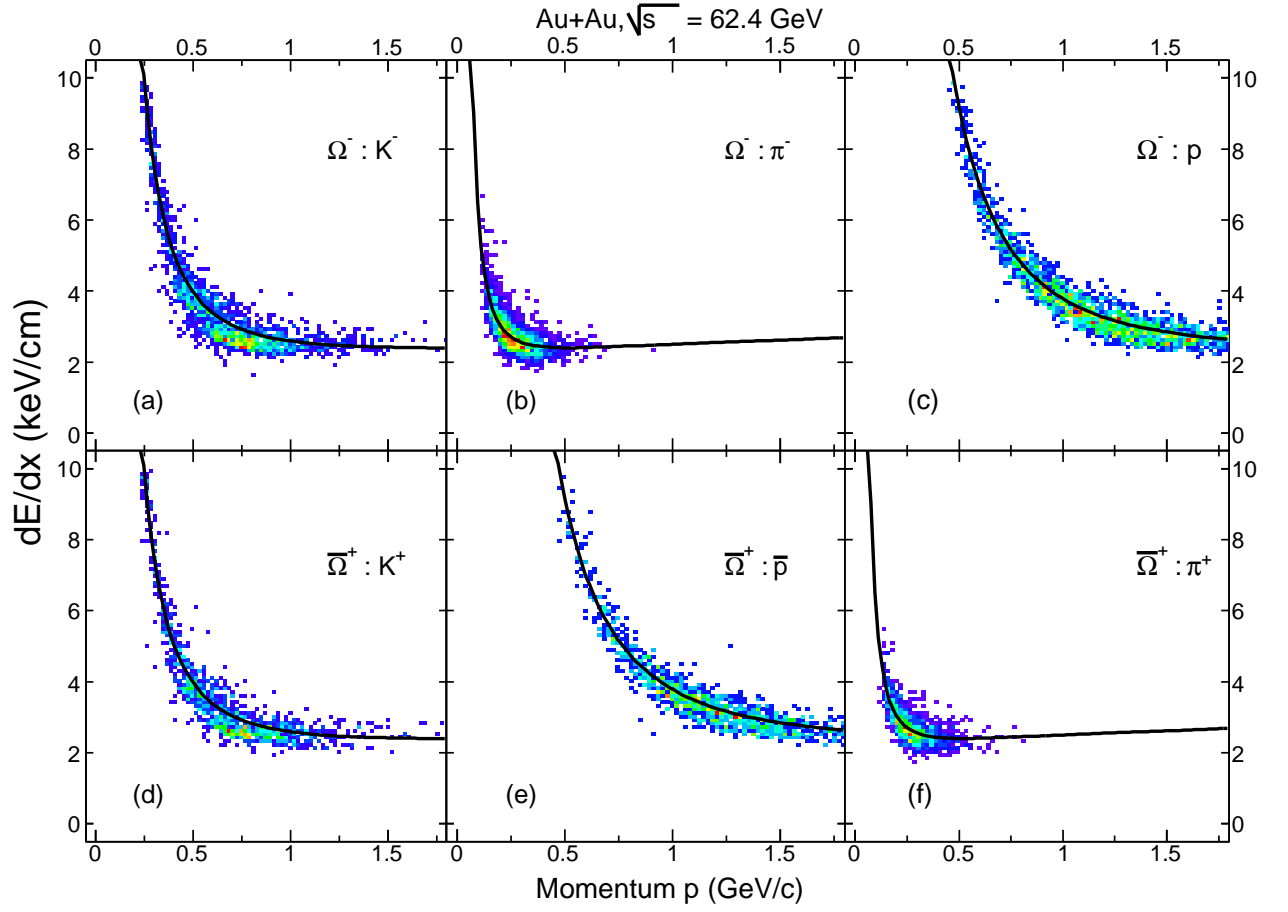 Au+Au, √s = 62.4 GeV
0 0.5 1 1.5 0 0.5 1 1.5 0 0.5 1 1.5
10 10
Ω⁻ : K⁻ Ω⁻ : π⁻ Ω⁻ : p
8 8
6 6
4 4
2 2
(a) (b) (c)
0 0
dE/dx (keV/cm)
10 10
Ω̅⁺ : K⁺ Ω̅⁺ : p̅ Ω̅⁺ : π⁺
8 8
6 6
4 4
2 2
(d) (e) (f)
0 0
0 0.5 1 1.5 0 0.5 1 1.5 0 0.5 1 1.5
Momentum p (GeV/c)